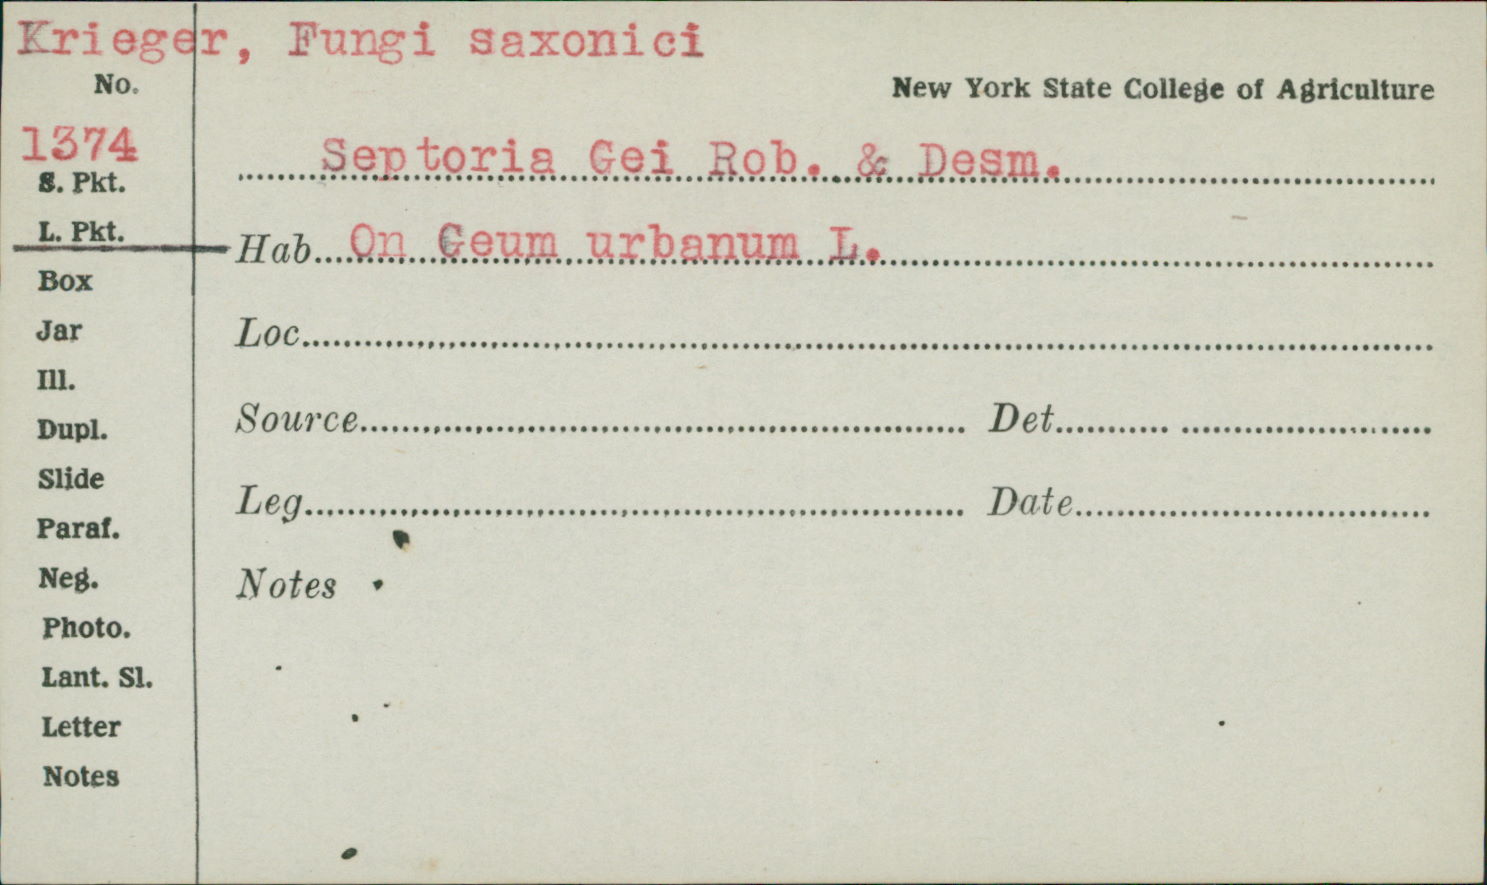 Krieger, Fungi saxonici
No.
New York State College of Agriculture
1374
Septoria Gei Rob. & Desm.
S. Pkt.
L. Pkt.
Hab. On Geum urbanum L.
Box
Jar
Loc.
Ill.
Dupl.
Source Det.
Slide
Leg. Date
Paraf.
Neg.
Notes
Photo.
Lant. Sl.
Letter
Notes